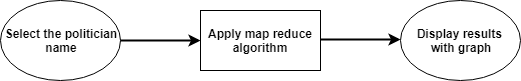 Select the politician
name
Apply map reduce
algorithm
Display results
with graph